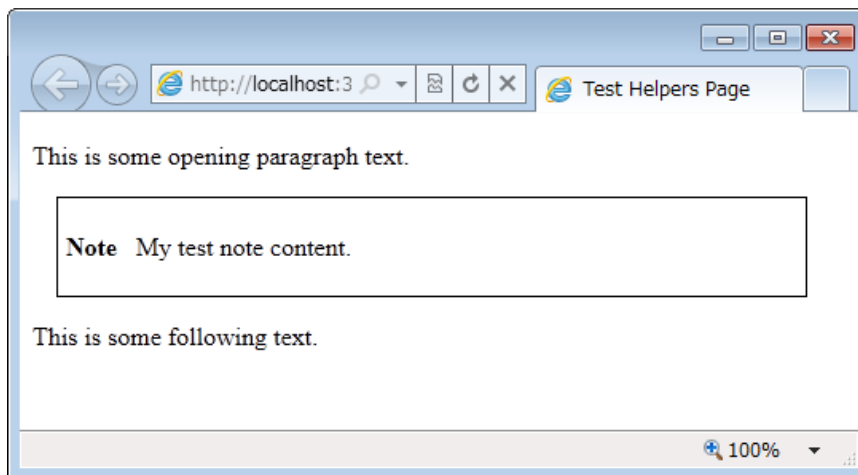 http://localhost:3
Test Helpers Page
This is some opening paragraph text.
Note My test note content.
This is some following text.
100%